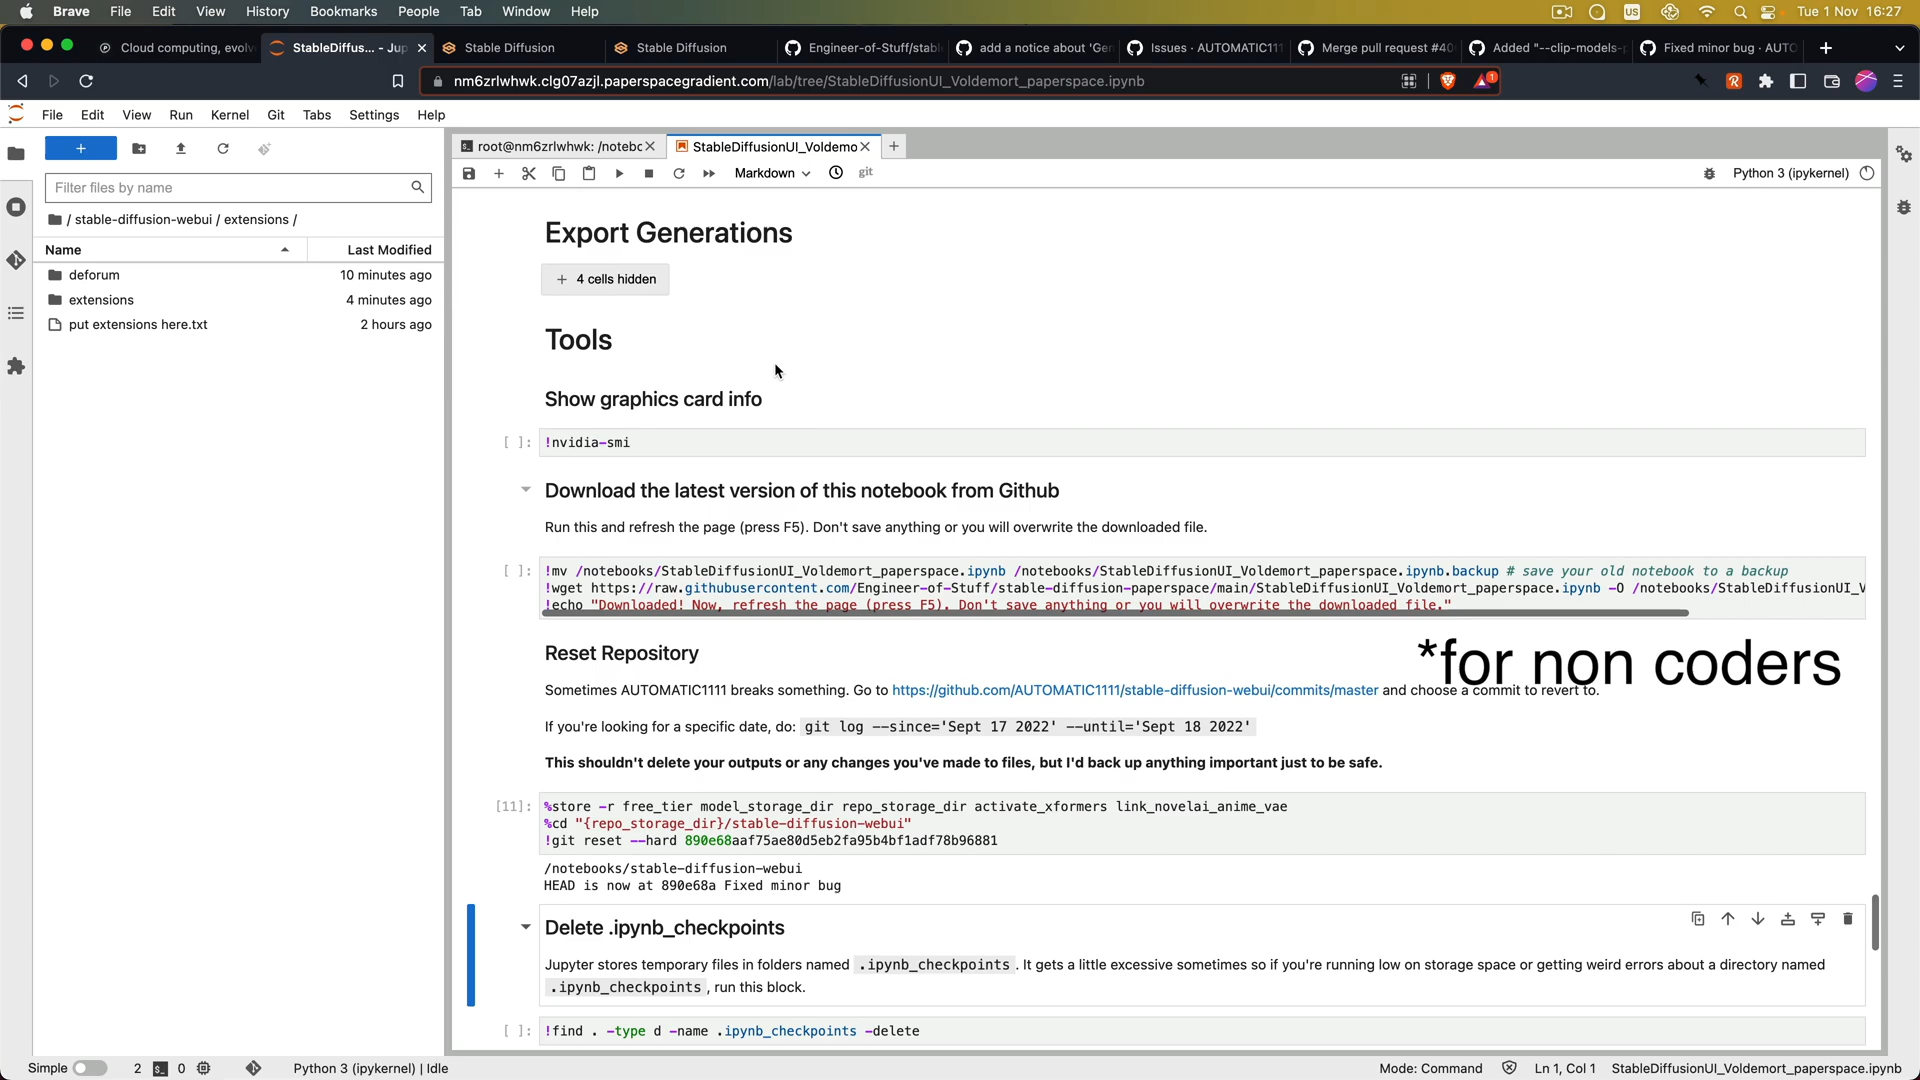 Brave File Edit View History Bookmarks People Tab Window Help
US Tue 1 Nov 16:27
Cloud computing, evolv
StableDiffus... - Jup
Stable Diffusion
Stable Diffusion
Engineer-of-Stuff/stabl
add a notice about 'Gen
Issues · AUTOMATIC111
Merge pull request #40
Added "--clip-models-p
Fixed minor bug · AUTO
nm6zrlwhwk.clg07azjl.paperspacegradient.com/lab/tree/StableDiffusionUI_Voldemort_paperspace.ipynb
1
File Edit View Run Kernel Git Tabs Settings Help
root@nm6zrlwhwk: /notebo
StableDiffusionUI_Voldemo
Markdown
git
Python 3 (ipykernel)
Filter files by name
/ stable-diffusion-webui / extensions /
Name Last Modified
deforum 10 minutes ago
extensions 4 minutes ago
put extensions here.txt 2 hours ago
Export Generations
4 cells hidden
Tools
Show graphics card info
[ ]: !nvidia-smi
Download the latest version of this notebook from Github
Run this and refresh the page (press F5). Don't save anything or you will overwrite the downloaded file.
[ ]: !mv /notebooks/StableDiffusionUI_Voldemort_paperspace.ipynb /notebooks/StableDiffusionUI_Voldemort_paperspace.ipynb.backup # save your old notebook to a backup
!wget https://raw.githubusercontent.com/Engineer-of-Stuff/stable-diffusion-paperspace/main/StableDiffusionUI_Voldemort_paperspace.ipynb -O /notebooks/StableDiffusionUI_V
!echo "Downloaded! Now, refresh the page (press F5). Don't save anything or you will overwrite the downloaded file."
*for non coders
Reset Repository
Sometimes AUTOMATIC1111 breaks something. Go to https://github.com/AUTOMATIC1111/stable-diffusion-webui/commits/master and choose a commit to revert to.
If you're looking for a specific date, do: git log --since='Sept 17 2022' --until='Sept 18 2022'
This shouldn't delete your outputs or any changes you've made to files, but I'd back up anything important just to be safe.
[11]: %store -r free_tier model_storage_dir repo_storage_dir activate_xformers link_novelai_anime_vae
%cd "{repo_storage_dir}/stable-diffusion-webui"
!git reset --hard 890e68aaf75ae80d5eb2fa95b4bf1adf78b96881
/notebooks/stable-diffusion-webui
HEAD is now at 890e68a Fixed minor bug
Delete .ipynb_checkpoints
Jupyter stores temporary files in folders named .ipynb_checkpoints . It gets a little excessive sometimes so if you're running low on storage space or getting weird errors about a directory named
.ipynb_checkpoints , run this block.
[ ]: !find . -type d -name .ipynb_checkpoints -delete
Simple 2 0 Python 3 (ipykernel) | Idle
Mode: Command Ln 1, Col 1 StableDiffusionUI_Voldemort_paperspace.ipynb